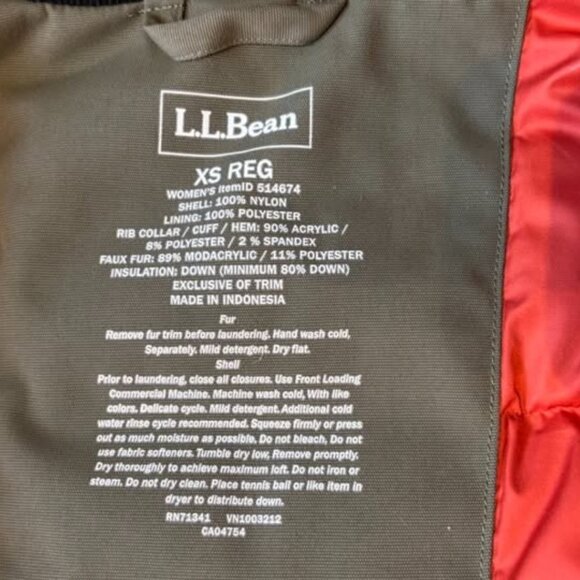 L.L.Bean
XS REG
WOMEN'S ItemID 514674
SHELL: 100% NYLON
LINING: 100% POLYESTER
RIB COLLAR / CUFF / HEM: 90% ACRYLIC /
8% POLYESTER / 2 % SPANDEX
FAUX FUR: 89% MODACRYLIC / 11% POLYESTER
INSULATION: DOWN (MINIMUM 80% DOWN)
EXCLUSIVE OF TRIM
MADE IN INDONESIA
Fur
Remove fur trim before laundering. Hand wash cold,
Separately. Mild detergent. Dry flat.
Shell
Prior to laundering, close all closures. Use Front Loading
Commercial Machine. Machine wash cold, With like
colors. Delicate cycle. Mild detergent. Additional cold
water rinse cycle recommended. Squeeze firmly or press
out as much moisture as possible. Do not bleach, Do not
use fabric softeners. Tumble dry low, Remove promptly.
Dry thoroughly to achieve maximum loft. Do not iron or
steam. Do not dry clean. Place tennis ball or like item in
dryer to distribute down.
RN71341 VN1003212
CA04754